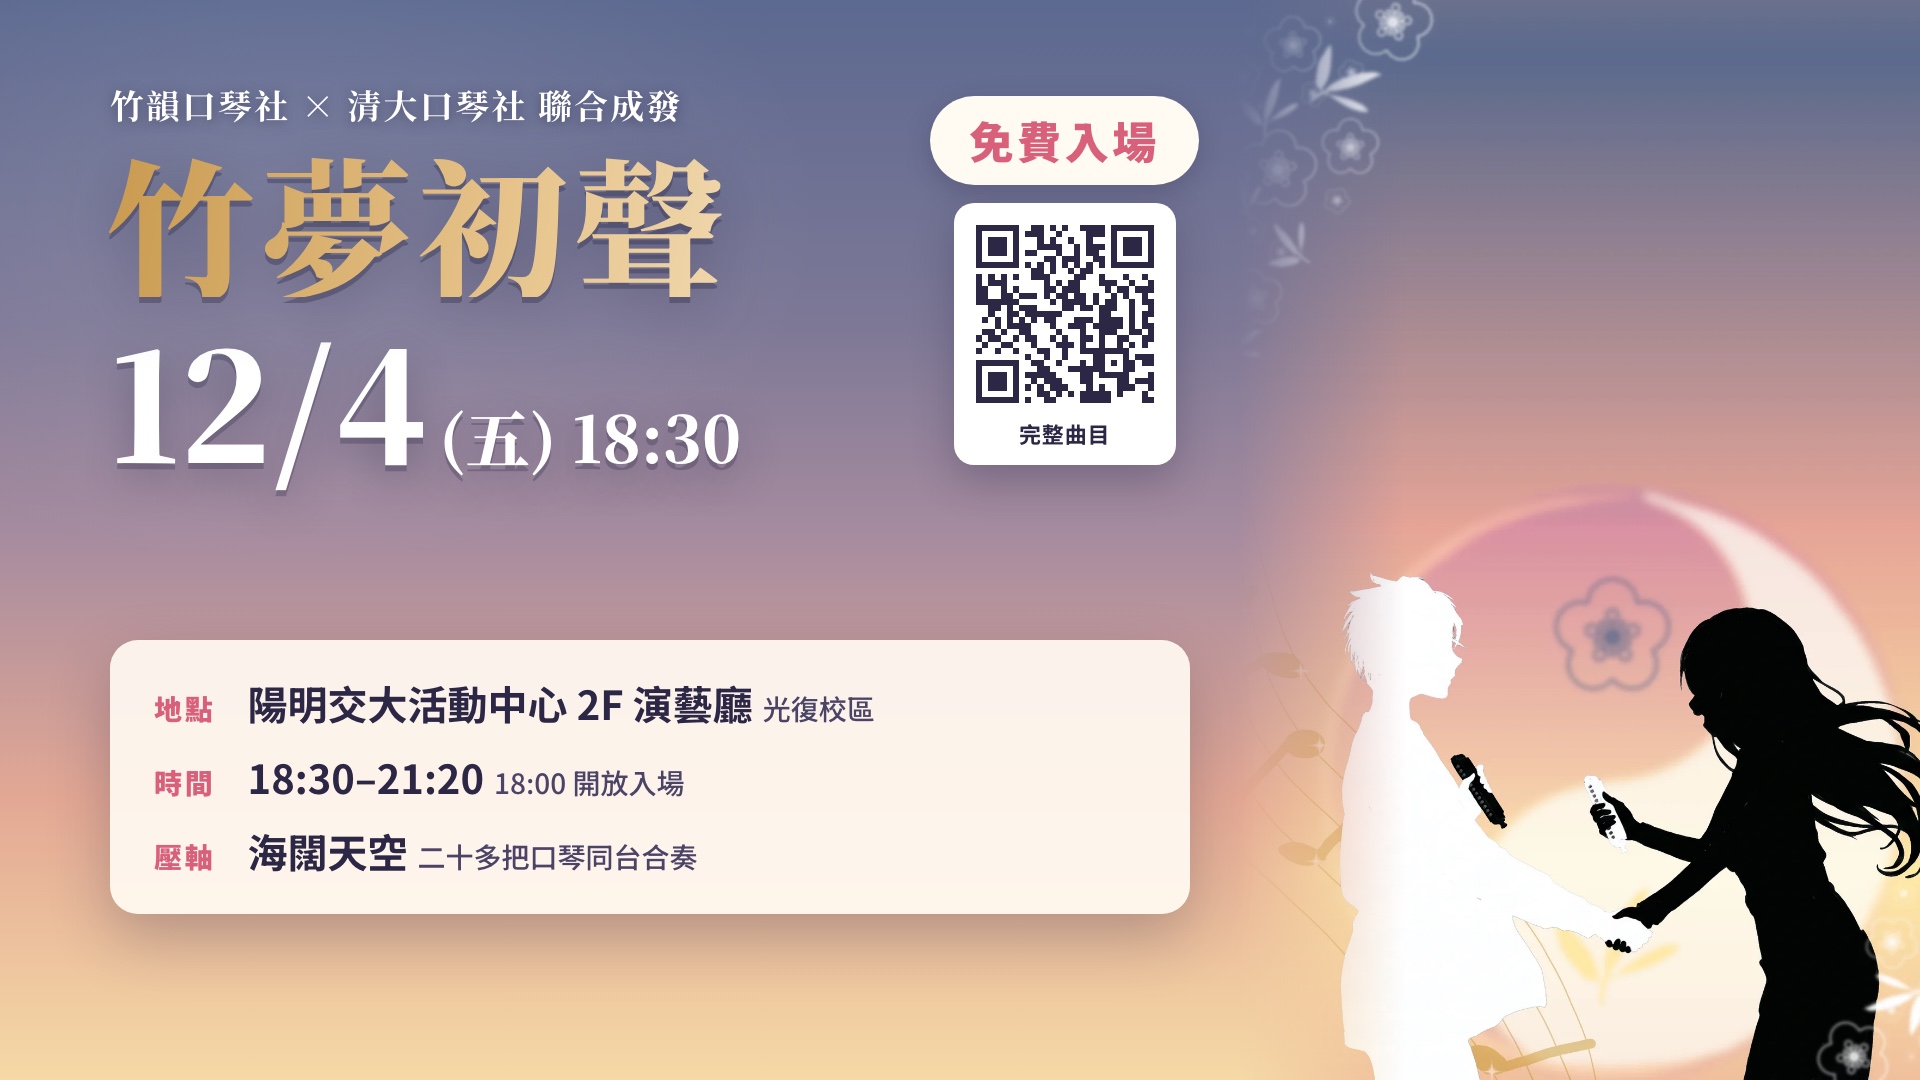 竹韻口琴社 × 清大口琴社 聯合成發
竹夢初聲
12/4 (五) 18:30
免費入場
完整曲目
地點 陽明交大活動中心 2F 演藝廳 光復校區
時間 18:30–21:20 18:00 開放入場
壓軸 海闊天空 二十多把口琴同台合奏